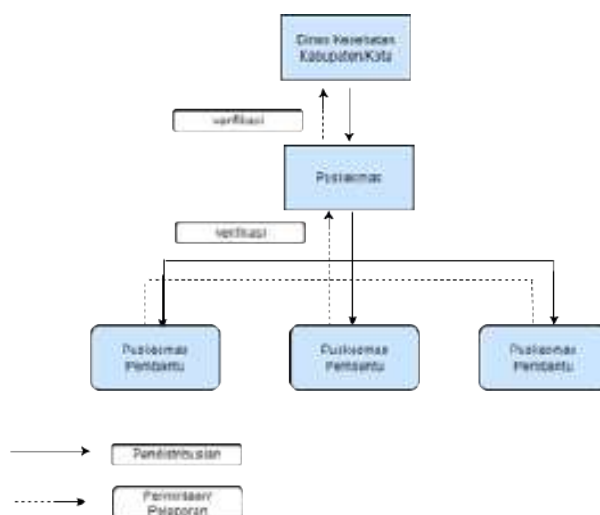 Dinas Kesehatan
Kabupaten/Kota
verifikasi
Puskesmas
verifikasi
Puskesmas
Pembantu
Puskesmas
Pembantu
Puskesmas
Pembantu
Pendistribusian
Permintaan/
Pelaporan